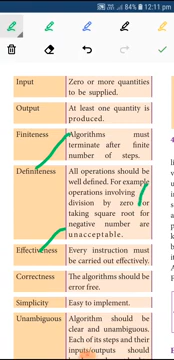 84% 12:11 pm
Input
Zero or more quantities
to be supplied.
Output
At least one quantity is
produced.
Finiteness
Algorithms must
terminate after finite
number of steps.
Definiteness
All operations should be
well defined. For example
operations involving
division by zero or
taking square root for
negative number are
unacceptable.
Effectiveness
Every instruction must
be carried out effectively.
Correctness
The algorithms should be
error free.
Simplicity
Easy to implement.
Unambiguous
Algorithm should be
clear and unambiguous.
Each of its steps and their
inputs/outputs should